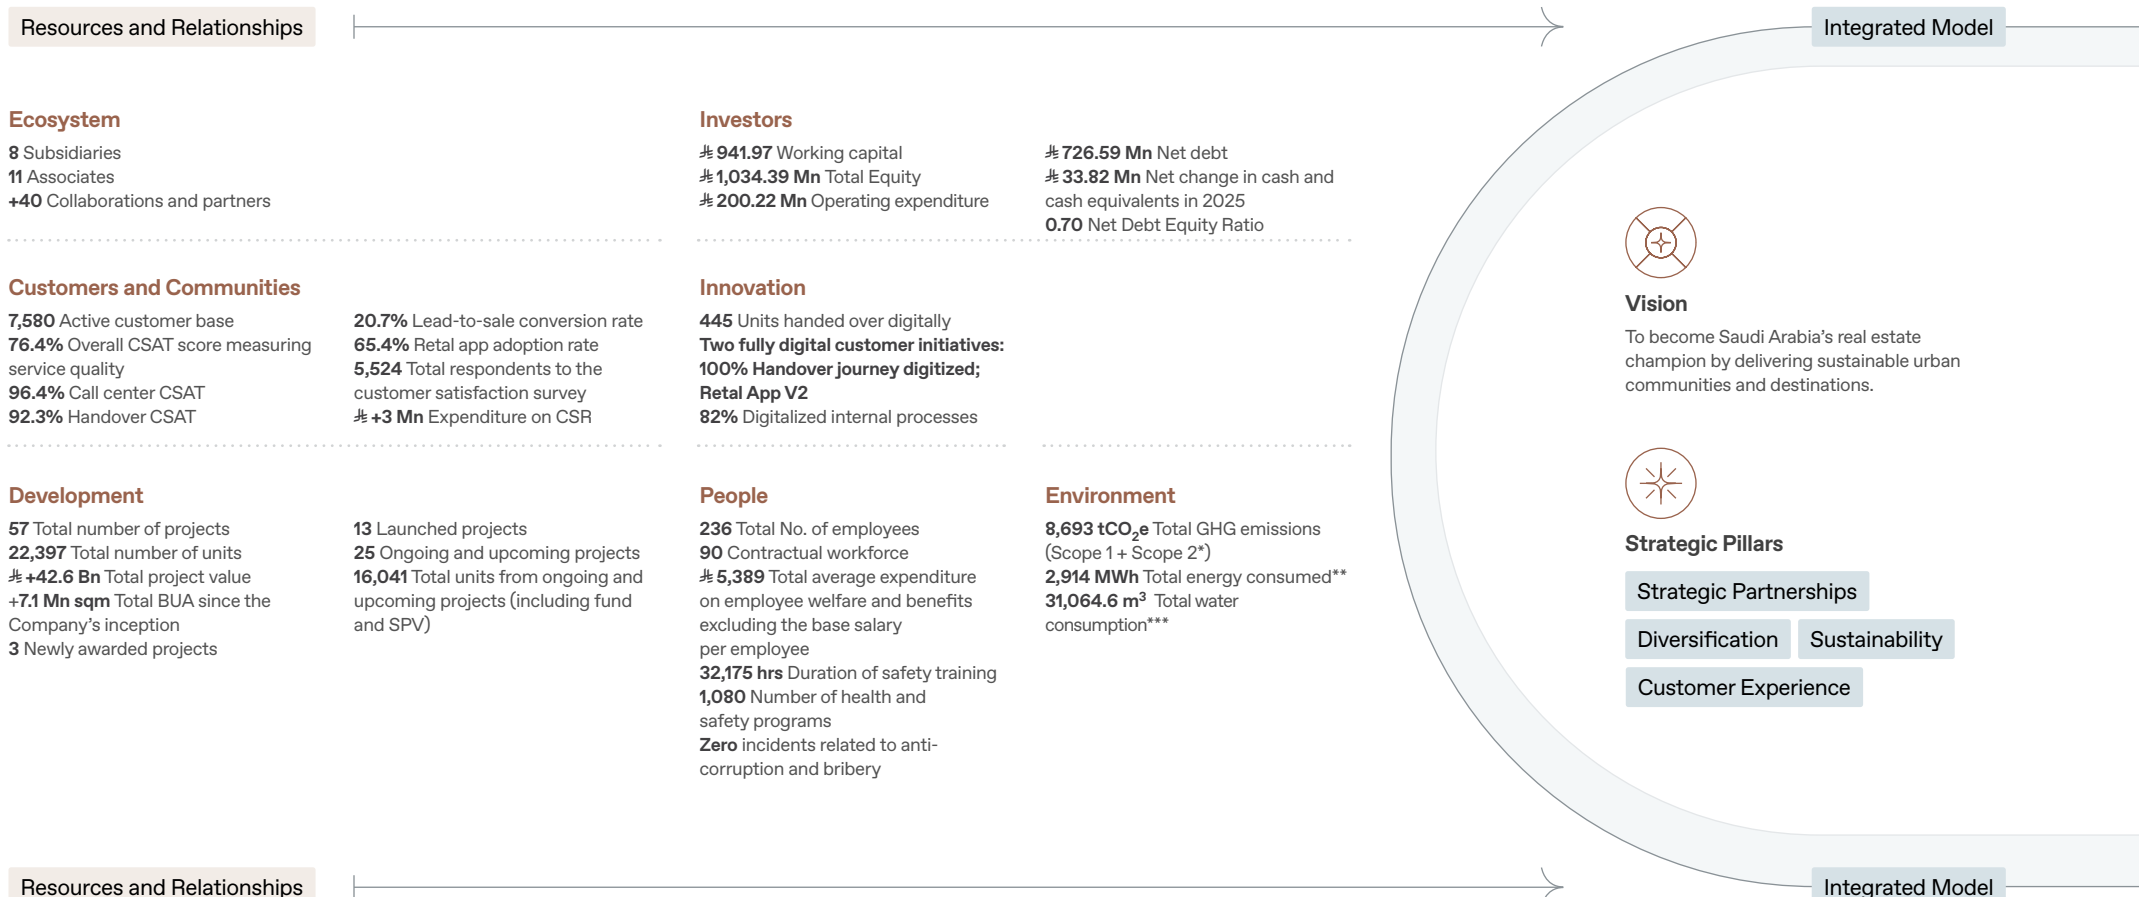 Resources and Relationships
Integrated Model
Ecosystem
8 Subsidiaries
11 Associates
+40 Collaborations and partners
Investors
⃁ 941.97 Working capital
⃁ 1,034.39 Mn Total Equity
⃁ 200.22 Mn Operating expenditure
⃁ 726.59 Mn Net debt
⃁ 33.82 Mn Net change in cash and
cash equivalents in 2025
0.70 Net Debt Equity Ratio
Customers and Communities
7,580 Active customer base
76.4% Overall CSAT score measuring
service quality
96.4% Call center CSAT
92.3% Handover CSAT
20.7% Lead-to-sale conversion rate
65.4% Retal app adoption rate
5,524 Total respondents to the
customer satisfaction survey
⃁ +3 Mn Expenditure on CSR
Innovation
445 Units handed over digitally
Two fully digital customer initiatives:
100% Handover journey digitized;
Retal App V2
82% Digitalized internal processes
Development
57 Total number of projects
22,397 Total number of units
⃁ +42.6 Bn Total project value
+7.1 Mn sqm Total BUA since the
Company's inception
3 Newly awarded projects
13 Launched projects
25 Ongoing and upcoming projects
16,041 Total units from ongoing and
upcoming projects (including fund
and SPV)
People
236 Total No. of employees
90 Contractual workforce
⃁ 5,389 Total average expenditure
on employee welfare and benefits
excluding the base salary
per employee
32,175 hrs Duration of safety training
1,080 Number of health and
safety programs
Zero incidents related to anti-
corruption and bribery
Environment
8,693 tCO₂e Total GHG emissions
(Scope 1 + Scope 2*)
2,914 MWh Total energy consumed**
31,064.6 m³ Total water
consumption***
Vision
To become Saudi Arabia's real estate
champion by delivering sustainable urban
communities and destinations.
Strategic Pillars
Strategic Partnerships
Diversification
Sustainability
Customer Experience
Resources and Relationships
Integrated Model